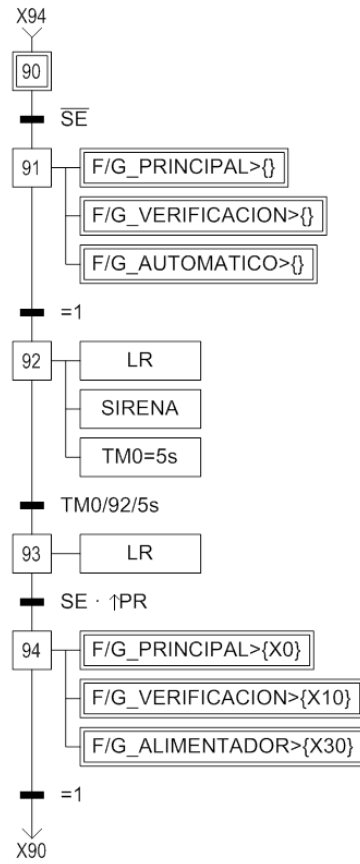 X94
90
S̅E̅
91 F/G_PRINCIPAL>{}
F/G_VERIFICACION>{}
F/G_AUTOMATICO>{}
=1
92 LR
SIRENA
TM0=5s
TM0/92/5s
93 LR
SE · ↑PR
94 F/G_PRINCIPAL>{X0}
F/G_VERIFICACION>{X10}
F/G_ALIMENTADOR>{X30}
=1
X90